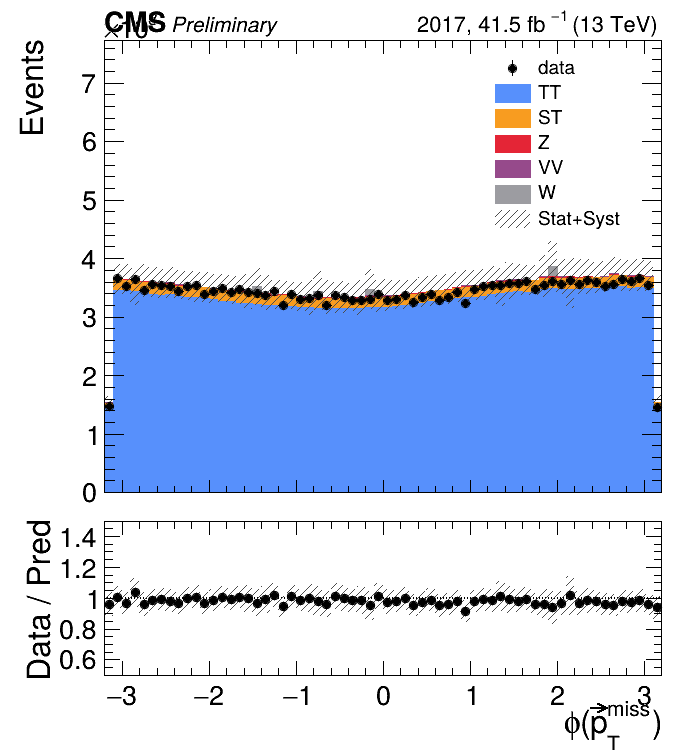 CMS Preliminary 2017, 41.5 fb⁻¹ (13 TeV)
Events
7
6
5
4
3
2
1
0
data
TT
ST
Z
VV
W
Stat+Syst
Data / Pred
1.4
1.2
1
0.8
0.6
−3 −2 −1 0 1 2 3
ϕ(p⃗_T^miss)